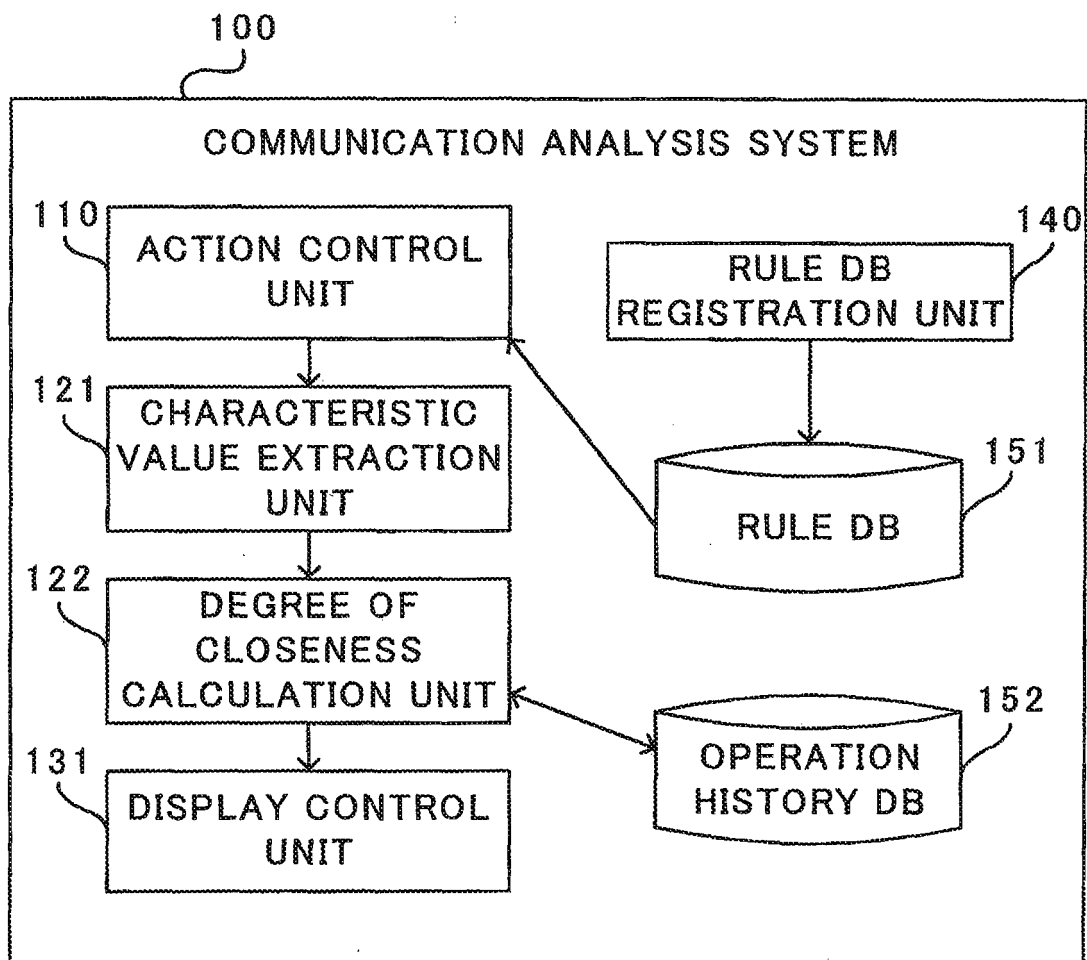 100
COMMUNICATION ANALYSIS SYSTEM
110
ACTION CONTROL
UNIT
140
RULE DB
REGISTRATION UNIT
121
CHARACTERISTIC
VALUE EXTRACTION
UNIT
151
RULE DB
122
DEGREE OF
CLOSENESS
CALCULATION UNIT
152
OPERATION
HISTORY DB
131
DISPLAY CONTROL
UNIT